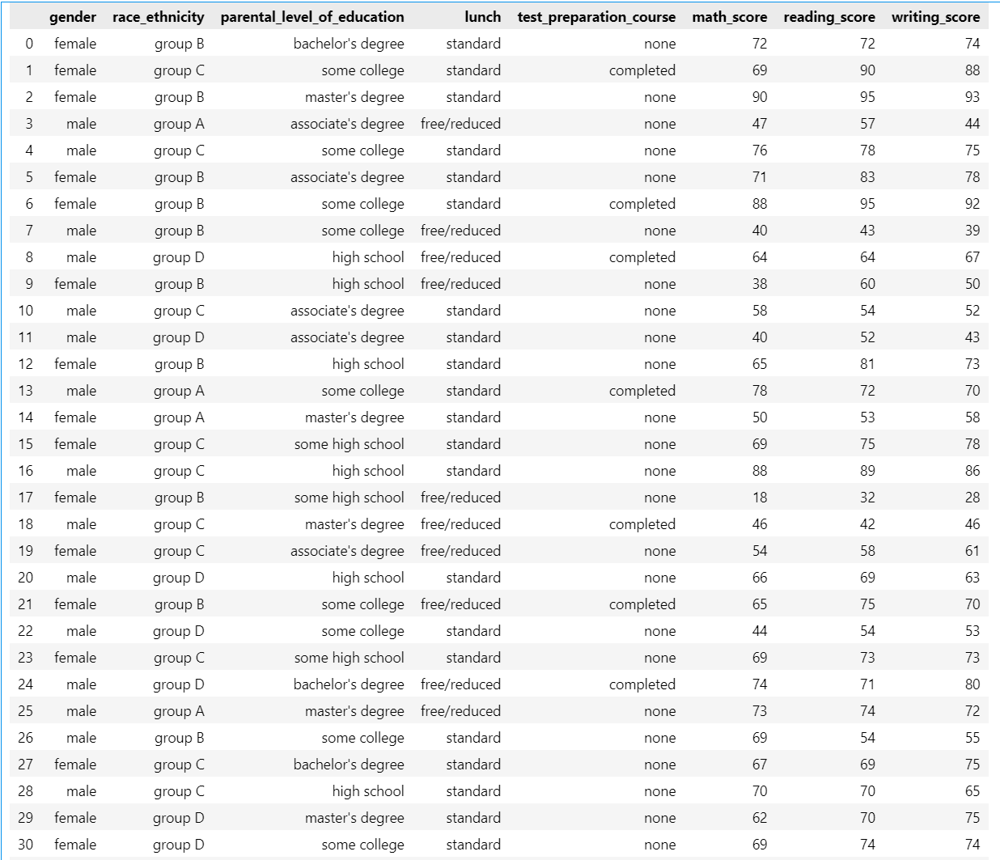 gender race_ethnicity parental_level_of_education lunch test_preparation_course math_score reading_score writing_score
0 female group B bachelor's degree standard none 72 72 74
1 female group C some college standard completed 69 90 88
2 female group B master's degree standard none 90 95 93
3 male group A associate's degree free/reduced none 47 57 44
4 male group C some college standard none 76 78 75
5 female group B associate's degree standard none 71 83 78
6 female group B some college standard completed 88 95 92
7 male group B some college free/reduced none 40 43 39
8 male group D high school free/reduced completed 64 64 67
9 female group B high school free/reduced none 38 60 50
10 male group C associate's degree standard none 58 54 52
11 male group D associate's degree standard none 40 52 43
12 female group B high school standard none 65 81 73
13 male group A some college standard completed 78 72 70
14 female group A master's degree standard none 50 53 58
15 female group C some high school standard none 69 75 78
16 male group C high school standard none 88 89 86
17 female group B some high school free/reduced none 18 32 28
18 male group C master's degree free/reduced completed 46 42 46
19 female group C associate's degree free/reduced none 54 58 61
20 male group D high school standard none 66 69 63
21 female group B some college free/reduced completed 65 75 70
22 male group D some college standard none 44 54 53
23 female group C some high school standard none 69 73 73
24 male group D bachelor's degree free/reduced completed 74 71 80
25 male group A master's degree free/reduced none 73 74 72
26 male group B some college standard none 69 54 55
27 female group C bachelor's degree standard none 67 69 75
28 male group C high school standard none 70 70 65
29 female group D master's degree standard none 62 70 75
30 female group D some college standard none 69 74 74